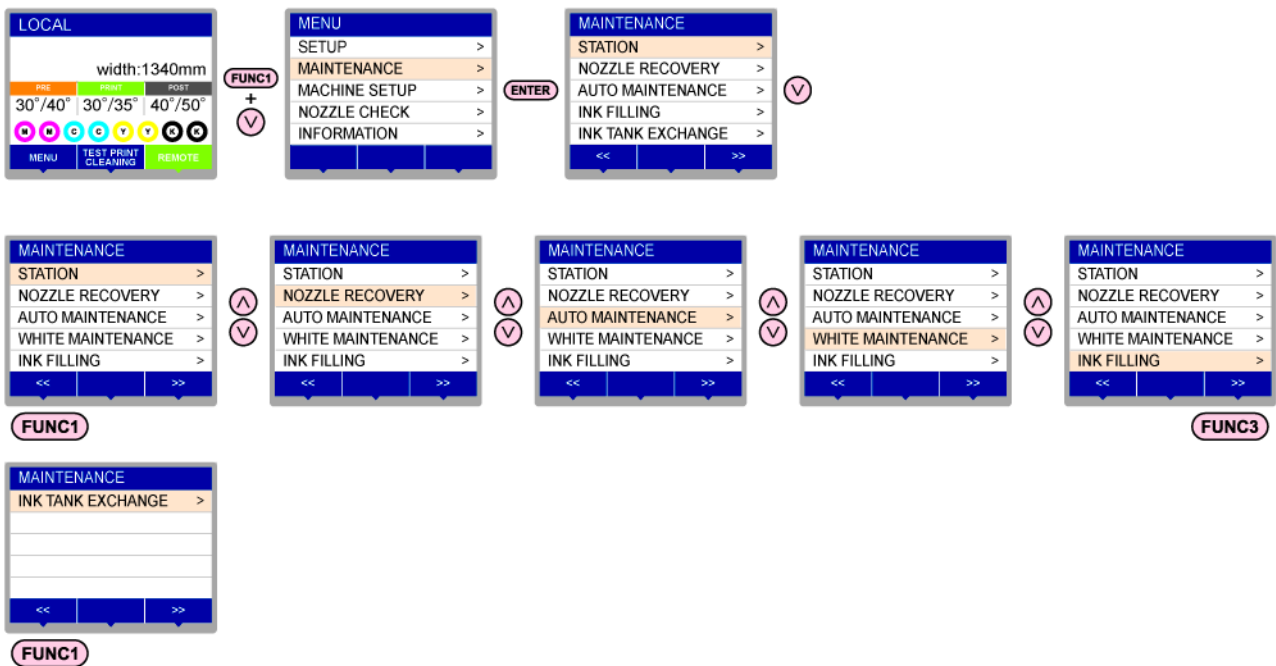 LOCAL
width:1340mm
PRE PRINT POST
30°/40° 30°/35° 40°/50°
M M C C Y Y K K
MENU TEST PRINT CLEANING REMOTE
FUNC1
+
MENU
SETUP >
MAINTENANCE >
MACHINE SETUP >
NOZZLE CHECK >
INFORMATION >
ENTER
MAINTENANCE
STATION >
NOZZLE RECOVERY >
AUTO MAINTENANCE >
INK FILLING >
INK TANK EXCHANGE >
<< >>
MAINTENANCE
STATION >
NOZZLE RECOVERY >
AUTO MAINTENANCE >
WHITE MAINTENANCE >
INK FILLING >
<< >>
FUNC1
MAINTENANCE
STATION >
NOZZLE RECOVERY >
AUTO MAINTENANCE >
WHITE MAINTENANCE >
INK FILLING >
<< >>
MAINTENANCE
STATION >
NOZZLE RECOVERY >
AUTO MAINTENANCE >
WHITE MAINTENANCE >
INK FILLING >
<< >>
MAINTENANCE
STATION >
NOZZLE RECOVERY >
AUTO MAINTENANCE >
WHITE MAINTENANCE >
INK FILLING >
<< >>
MAINTENANCE
STATION >
NOZZLE RECOVERY >
AUTO MAINTENANCE >
WHITE MAINTENANCE >
INK FILLING >
<< >>
FUNC3
MAINTENANCE
INK TANK EXCHANGE >
<< >>
FUNC1